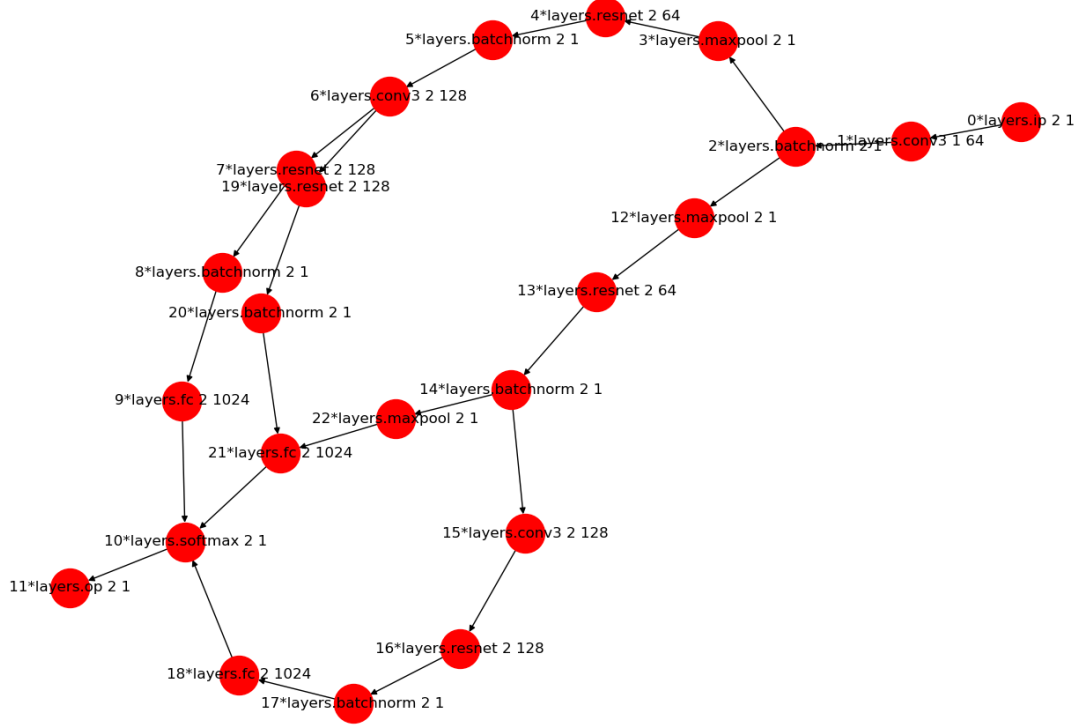 4*layers.resnet 2 64
5*layers.batchnorm 2 1
3*layers.maxpool 2 1
6*layers.conv3 2 128
0*layers.ip 2 1
1*layers.conv3 1 64
2*layers.batchnorm 2 1
7*layers.resnet 2 128
19*layers.resnet 2 128
12*layers.maxpool 2 1
8*layers.batchnorm 2 1
13*layers.resnet 2 64
20*layers.batchnorm 2 1
14*layers.batchnorm 2 1
9*layers.fc 2 1024
22*layers.maxpool 2 1
21*layers.fc 2 1024
15*layers.conv3 2 128
10*layers.softmax 2 1
11*layers.op 2 1
16*layers.resnet 2 128
18*layers.fc 2 1024
17*layers.batchnorm 2 1